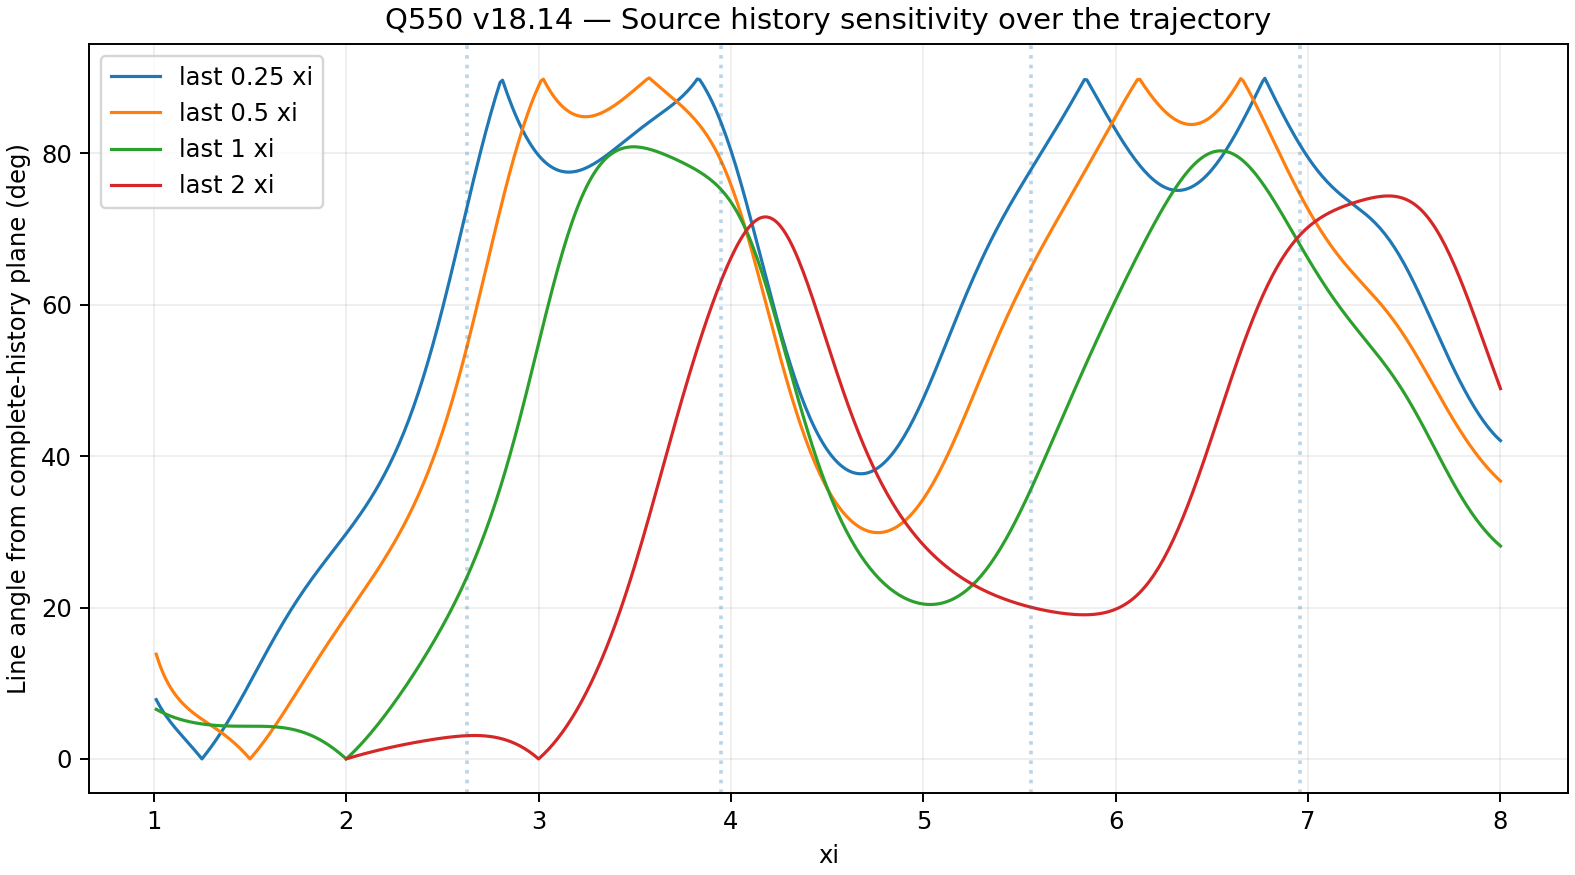 Q550 v18.14 — Source history sensitivity over the trajectory
last 0.25 xi
last 0.5 xi
last 1 xi
last 2 xi
Line angle from complete-history plane (deg)
80
60
40
20
0
1 2 3 4 5 6 7 8
xi